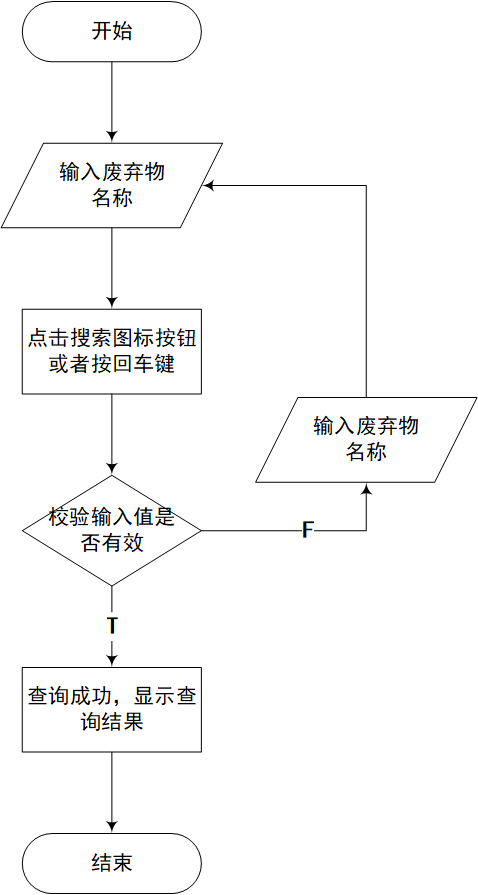 开始
输入废弃物
名称
点击搜索图标按钮
或者按回车键
输入废弃物
名称
校验输入值是
否有效
F
T
查询成功，显示查
询结果
结束